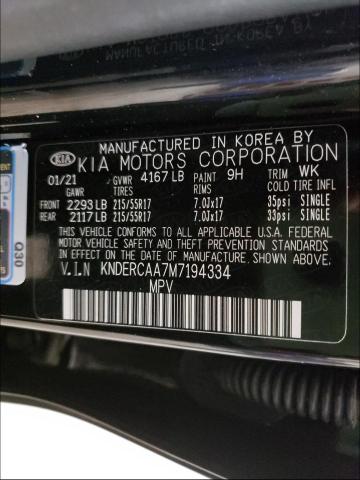 MANUFACTURED IN KOREA BY
KIA KIA MOTORS CORPORATION
01/21 GVWR 4167 LB PAINT 9H TRIM WK
GAWR TIRES RIMS COLD TIRE INFL
FRONT 2293 LB 215/55R17 7.0Jx17 35psi SINGLE
REAR 2117 LB 215/55R17 7.0Jx17 33psi SINGLE
THIS VEHICLE CONFORMS TO ALL APPLICABLE U.S.A. FEDERAL
MOTOR VEHICLE SAFETY AND THEFT PREVENTION STANDARDS
IN EFFECT ON THE DATE OF MANUFACTURE SHOWN ABOVE.
V.I.N KNDERCAA7M7194334
MPV
Q30